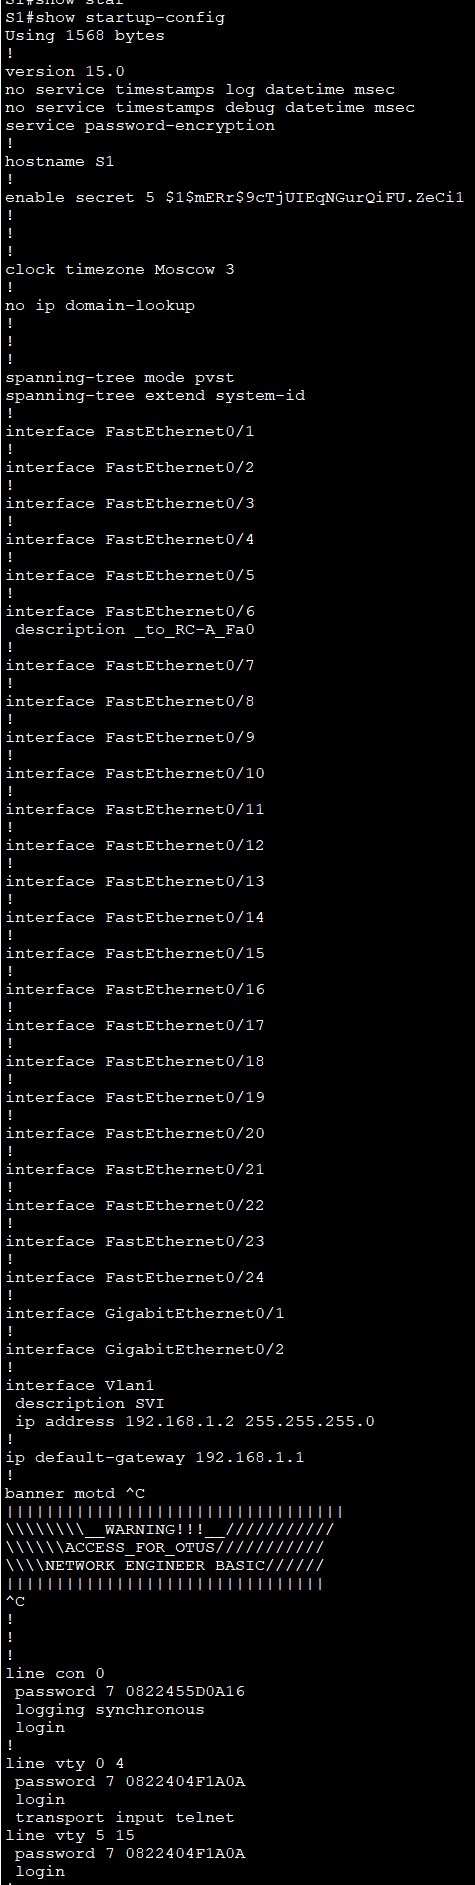 S1#show star
S1#show startup-config
Using 1568 bytes
!
version 15.0
no service timestamps log datetime msec
no service timestamps debug datetime msec
service password-encryption
!
hostname S1
!
enable secret 5 $1$mERr$9cTjUIEqNGurQiFU.ZeCi1
!
!
!
clock timezone Moscow 3
!
no ip domain-lookup
!
!
!
spanning-tree mode pvst
spanning-tree extend system-id
!
interface FastEthernet0/1
!
interface FastEthernet0/2
!
interface FastEthernet0/3
!
interface FastEthernet0/4
!
interface FastEthernet0/5
!
interface FastEthernet0/6
 description _to_RC-A_Fa0
!
interface FastEthernet0/7
!
interface FastEthernet0/8
!
interface FastEthernet0/9
!
interface FastEthernet0/10
!
interface FastEthernet0/11
!
interface FastEthernet0/12
!
interface FastEthernet0/13
!
interface FastEthernet0/14
!
interface FastEthernet0/15
!
interface FastEthernet0/16
!
interface FastEthernet0/17
!
interface FastEthernet0/18
!
interface FastEthernet0/19
!
interface FastEthernet0/20
!
interface FastEthernet0/21
!
interface FastEthernet0/22
!
interface FastEthernet0/23
!
interface FastEthernet0/24
!
interface GigabitEthernet0/1
!
interface GigabitEthernet0/2
!
interface Vlan1
 description SVI
 ip address 192.168.1.2 255.255.255.0
!
ip default-gateway 192.168.1.1
!
banner motd ^C
||||||||||||||||||||||||||||||||||
\\\\\\\\__WARNING!!!__///////////
\\\\\\ACCESS_FOR_OTUS///////////
\\\\NETWORK ENGINEER BASIC//////
||||||||||||||||||||||||||||||||
^C
!
!
!
line con 0
 password 7 0822455D0A16
 logging synchronous
 login
!
line vty 0 4
 password 7 0822404F1A0A
 login
 transport input telnet
line vty 5 15
 password 7 0822404F1A0A
 login
!